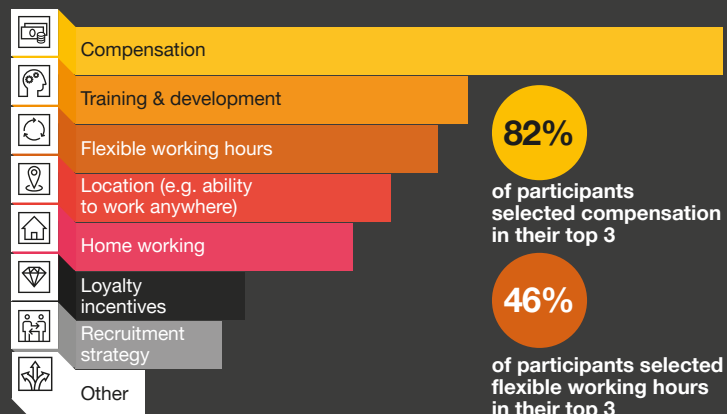 Compensation
Training & development
Flexible working hours
Location (e.g. ability
to work anywhere)
Home working
Loyalty
incentives
Recruitment
strategy
Other
82%
of participants
selected compensation
in their top 3
46%
of participants selected
flexible working hours
in their top 3